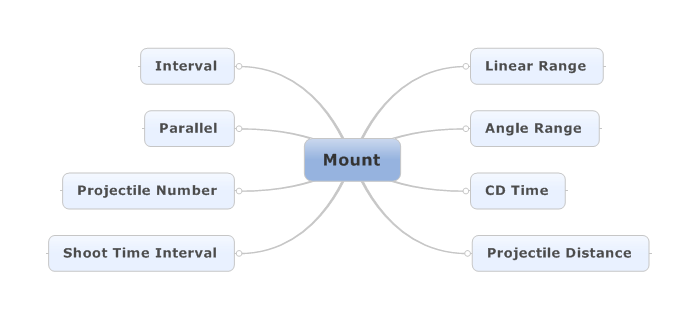 Interval
Linear Range
Parallel
Angle Range
Mount
Projectile Number
CD Time
Shoot Time Interval
Projectile Distance